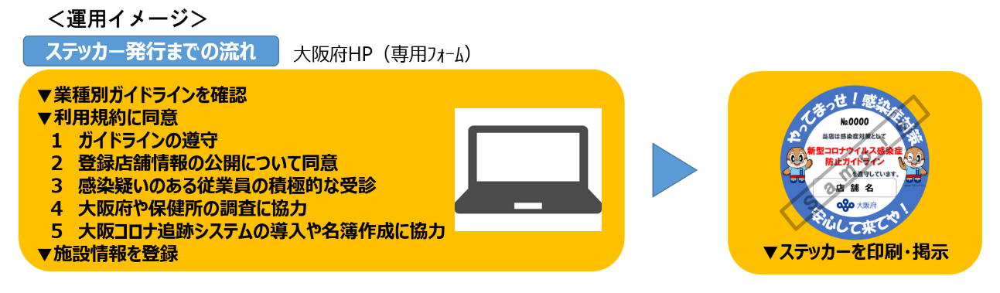 ＜運用イメージ＞
ステッカー発行までの流れ
大阪府HP（専用ﾌｫｰﾑ）
▼業種別ガイドラインを確認
▼利用規約に同意
1 ガイドラインの遵守
2 登録店舗情報の公開について同意
3 感染疑いのある従業員の積極的な受診
4 大阪府や保健所の調査に協力
5 大阪コロナ追跡システムの導入や名簿作成に協力
▼施設情報を登録
やってまっせ！感染症対策
№0000
当店は感染症対策として
新型コロナウイルス感染症
防止ガイドライン
を遵守しています。
店舗名
大阪府
安心して来てや！
Sample
▼ステッカーを印刷・掲示